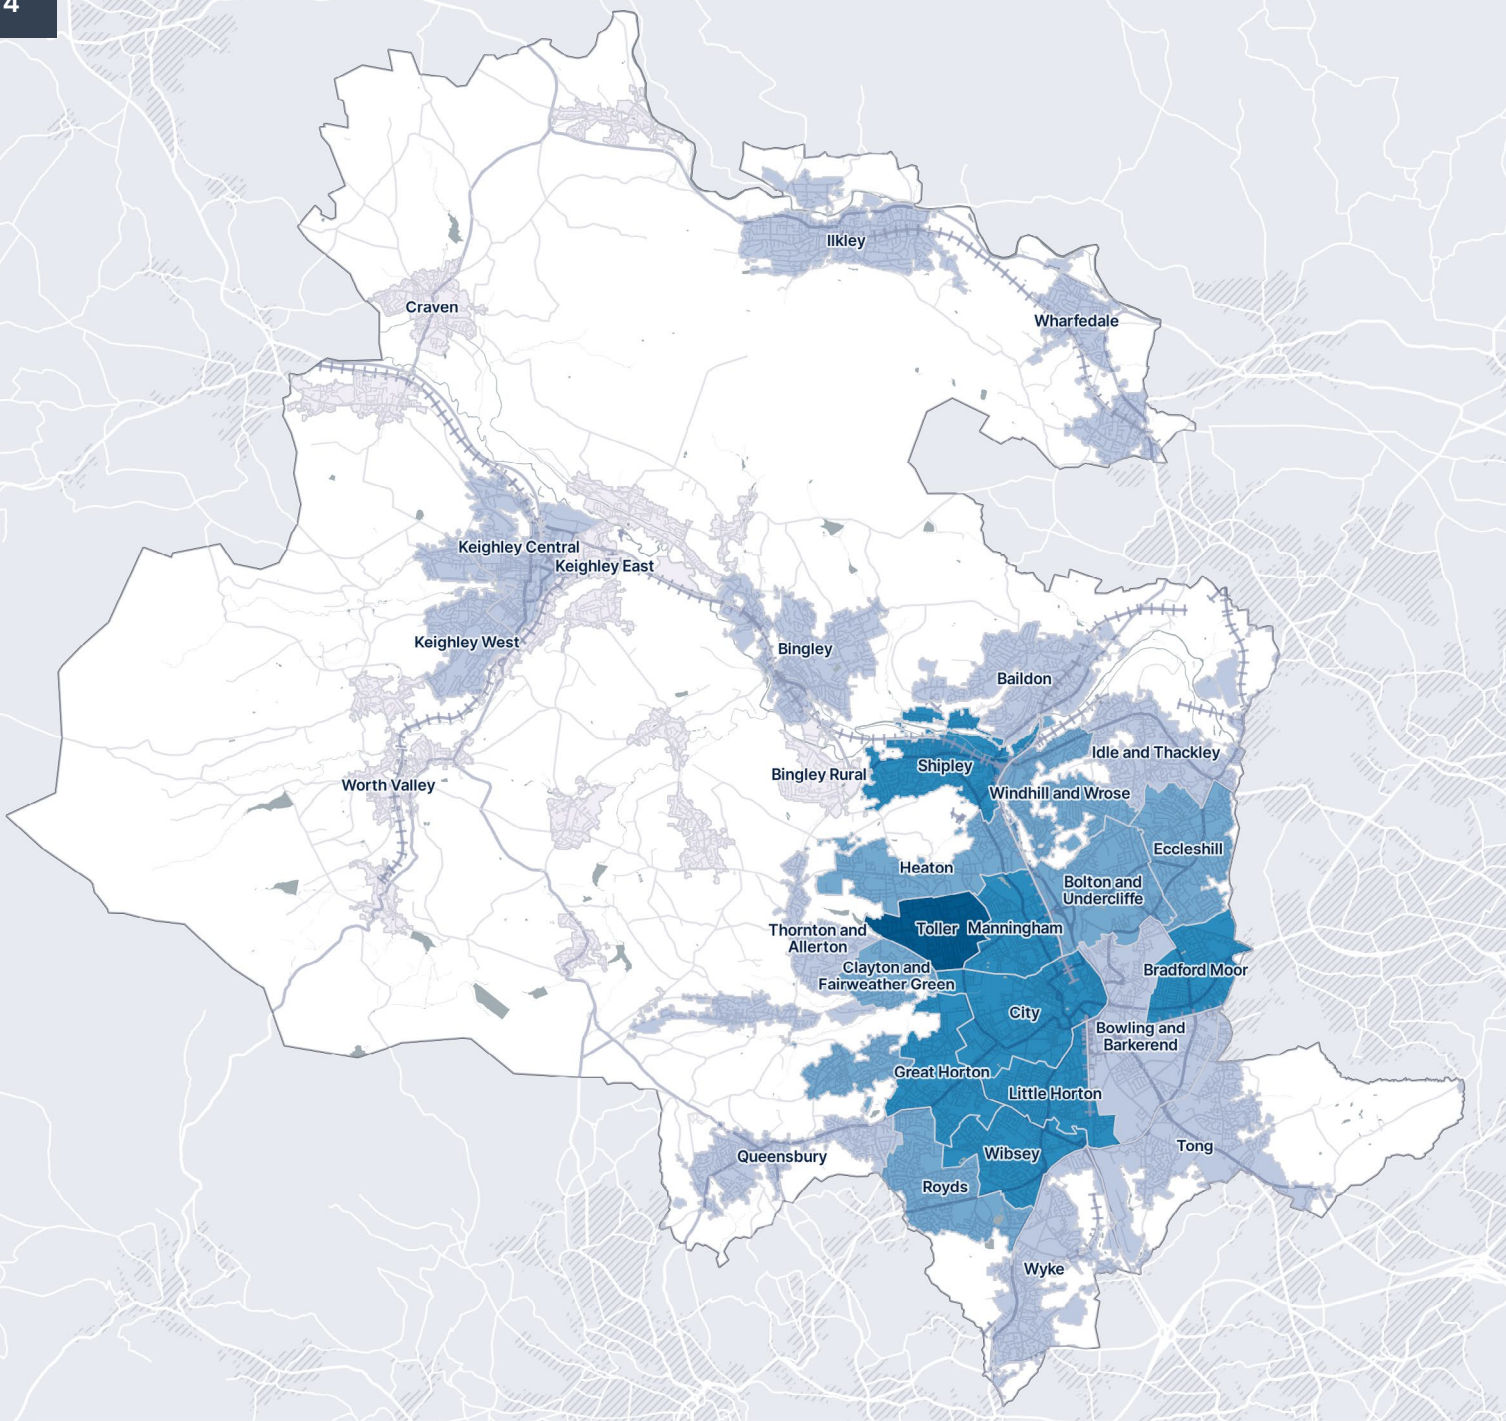 4
Ilkley
Craven
Wharfedale
Keighley Central
Keighley East
Keighley West
Bingley
Baildon
Idle and Thackley
Shipley
Bingley Rural
Worth Valley
Windhill and Wrose
Eccleshill
Heaton
Bolton and
Undercliffe
Toller
Manningham
Thornton and
Allerton
Clayton and
Fairweather Green
Bradford Moor
City
Bowling and
Barkerend
Great Horton
Little Horton
Tong
Wibsey
Queensbury
Royds
Wyke